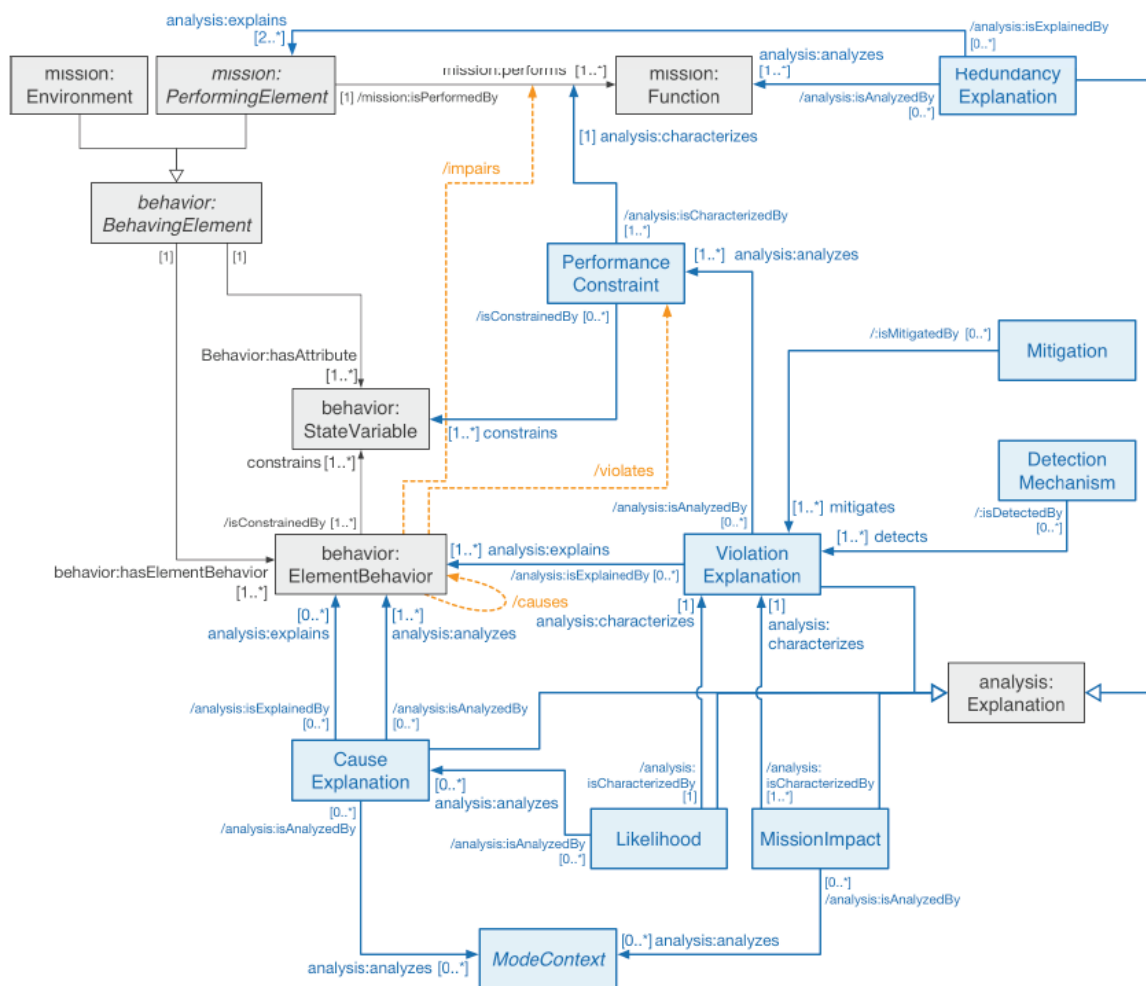 analysis:explains
[2..*]
/analysis:isExplainedBy
[0..*]
mission:
Environment
mission:
PerformingElement
mission:performs [1..*]
[1] /mission:isPerformedBy
mission:
Function
analysis:analyzes
[1..*]
/analysis:isAnalyzedBy
[0..*]
Redundancy
Explanation
[1] analysis:characterizes
/impairs
behavior:
BehavingElement
[1]
[1]
/analysis:isCharacterizedBy
[1..*]
Performance
Constraint
[1..*] analysis:analyzes
/isConstrainedBy [0..*]
/:isMitigatedBy [0..*]
Mitigation
Behavior:hasAttribute
[1..*]
behavior:
StateVariable
[1..*] constrains
constrains [1..*]
/violates
Detection
Mechanism
/:isDetectedBy
[0..*]
/analysis:isAnalyzedBy
[0..*]
[1..*] mitigates
[1..*] detects
/isConstrainedBy [1..*]
behavior:
ElementBehavior
behavior:hasElementBehavior
[1..*]
[1..*] analysis:explains
/analysis:isExplainedBy [0..*]
Violation
Explanation
/causes
[0..*]
analysis:explains
[1..*]
analysis:analyzes
[1]
analysis:characterizes
[1]
analysis:
characterizes
analysis:
Explanation
/analysis:isExplainedBy
[0..*]
/analysis:isAnalyzedBy
[0..*]
Cause
Explanation
[0..*]
analysis:analyzes
/analysis:
isCharacterizedBy
[1]
/analysis:
isCharacterizedBy
[1..*]
[0..*]
/analysis:isAnalyzedBy
/analysis:isAnalyzedBy
[0..*]
Likelihood
MissionImpact
[0..*]
/analysis:isAnalyzedBy
ModeContext
[0..*] analysis:analyzes
analysis:analyzes [0..*]